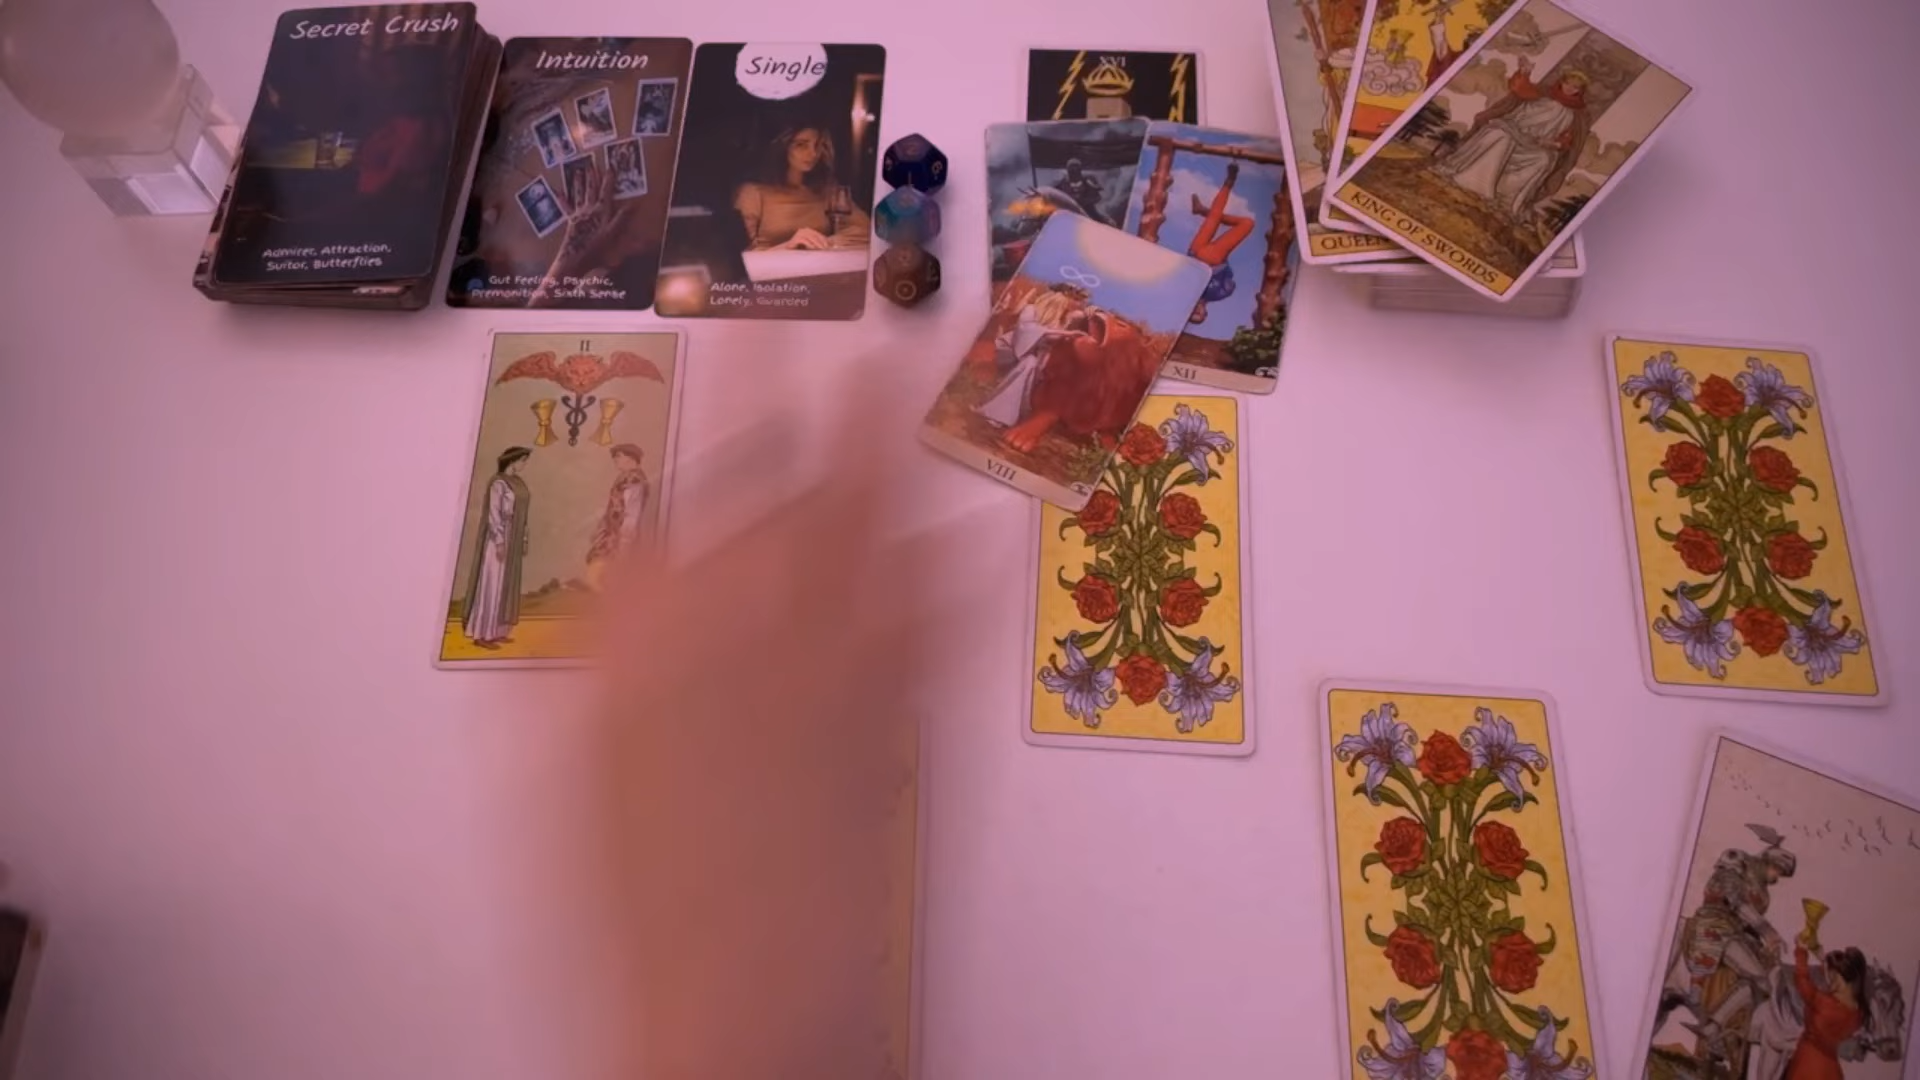 Secret Crush
Admirer, Attraction,
Suitor, Butterflies
Intuition
Gut Feeling, Psychic,
Premonition, Sixth Sense
Single
Alone, Isolation,
Lonely, Guarded
XVI
XII
VIII
QUEEN
KING OF SWORDS
II